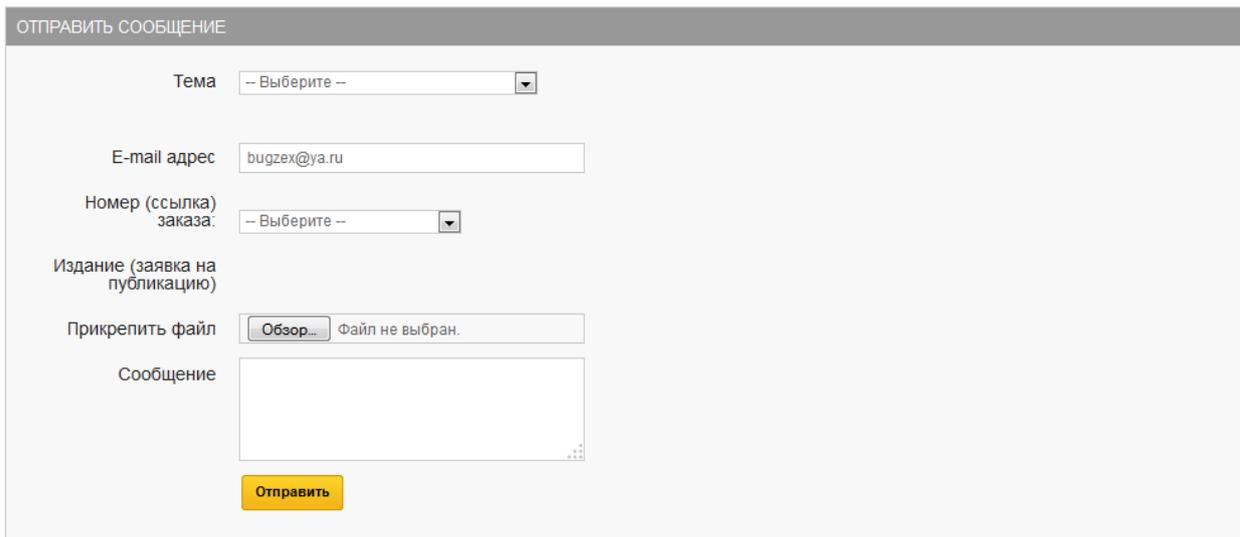 ОТПРАВИТЬ СООБЩЕНИЕ
Тема
-- Выберите --
E-mail адрес
bugzex@ya.ru
Номер (ссылка)
заказа:
-- Выберите --
Издание (заявка на
публикацию)
Прикрепить файл
Обзор... Файл не выбран.
Сообщение
Отправить